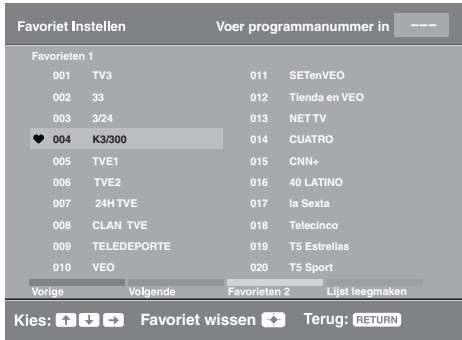 Favoriet Instellen Voer programmanummer in ---
Favorieten 1
001 TV3 011 SETenVEO
002 33 012 Tienda en VEO
003 3/24 013 NET TV
004 K3/300 014 CUATRO
005 TVE1 015 CNN+
006 TVE2 016 40 LATINO
007 24H TVE 017 la Sexta
008 CLAN TVE 018 Telecinco
009 TELEDEPORTE 019 T5 Estrellas
010 VEO 020 T5 Sport
Vorige Volgende Favorieten 2 Lijst leegmaken
Kies: Favoriet wissen Terug: RETURN